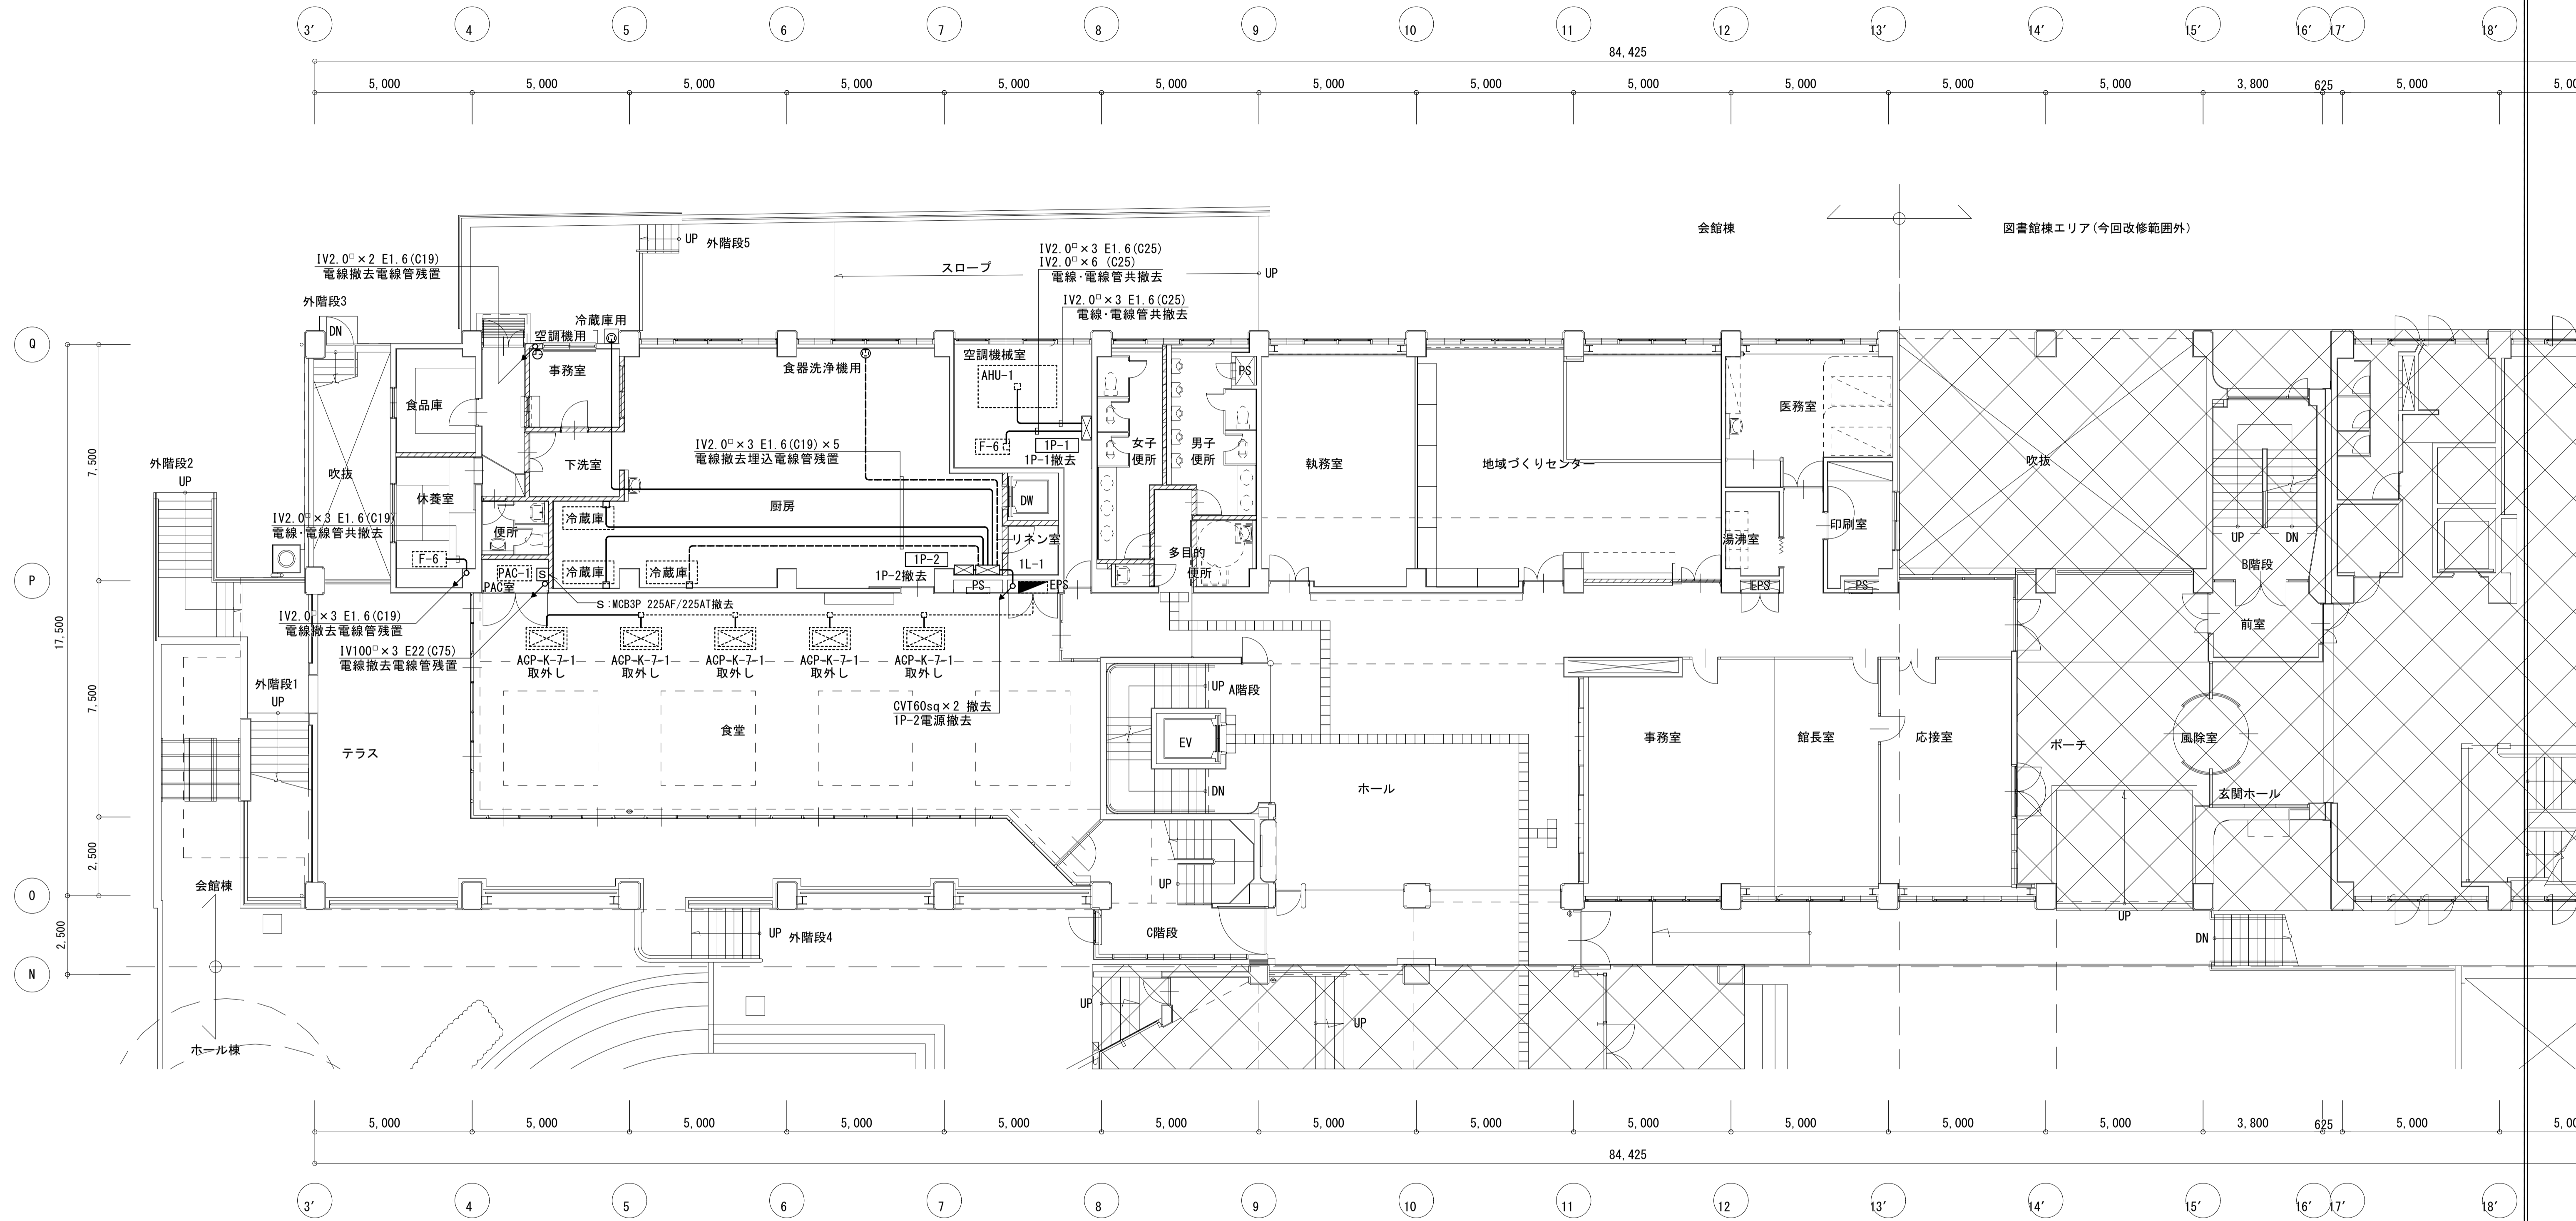 3′ 4 5 6 7 8 9 10 11 12 13′ 14′ 15′ 16′ 17′ 18′
84,425
5,000 5,000 5,000 5,000 5,000 5,000 5,000 5,000 5,000 5,000 5,000 5,000 3,800 625 5,000
会館棟
図書館棟エリア(今回改修範囲外)
UP 外階段5
スロープ
UP
IV2.0□×2 E1.6(C19)
電線撤去電線管残置
IV2.0□×3 E1.6(C25)
IV2.0□×6 (C25)
電線・電線管共撤去
IV2.0□×3 E1.6(C25)
電線・電線管共撤去
外階段3
DN
冷蔵庫用
空調機用
食器洗浄機用
空調機械室
AHU-1
事務室
食品庫
PS
医務室
Q
P
O
N
7,500
17,500
7,500
2,500
2,500
IV2.0□×3 E1.6(C19)×5
電線撤去埋込電線管残置
F-6
1P-1
1P-1撤去
女子
便所
男子
便所
執務室
地域づくりセンター
吹抜
吹抜
下洗室
外階段2
UP
休養室
厨房
DW
冷蔵庫
便所
リネン室
印刷室
湯沸室
UP DN
B階段
IV2.0□×3 E1.6(C19)
電線・電線管共撤去
F-6
PAC-1
S
PAC室
冷蔵庫
冷蔵庫
1P-2
1P-2撤去
1L-1
PS
EPS
多目的
便所
EPS
PS
S:MCB3P 225AF/225AT撤去
IV2.0□×3 E1.6(C19)
電線撤去電線管残置
IV100□×3 E22(C75)
電線撤去電線管残置
前室
ACP-K-7-1
取外し
ACP-K-7-1
取外し
ACP-K-7-1
取外し
ACP-K-7-1
取外し
ACP-K-7-1
取外し
外階段1
UP
UP A階段
CVT60sq×2 撤去
1P-2電源撤去
食堂
テラス
EV
DN
ホール
事務室
館長室
応接室
ポーチ
風除室
玄関ホール
会館棟
UP
UP 外階段4
C階段
UP
DN
UP
UP
ホール棟
5,000 5,000 5,000 5,000 5,000 5,000 5,000 5,000 5,000 5,000 5,000 5,000 3,800 625 5,000
84,425
3′ 4 5 6 7 8 9 10 11 12 13′ 14′ 15′ 16′ 17′ 18′